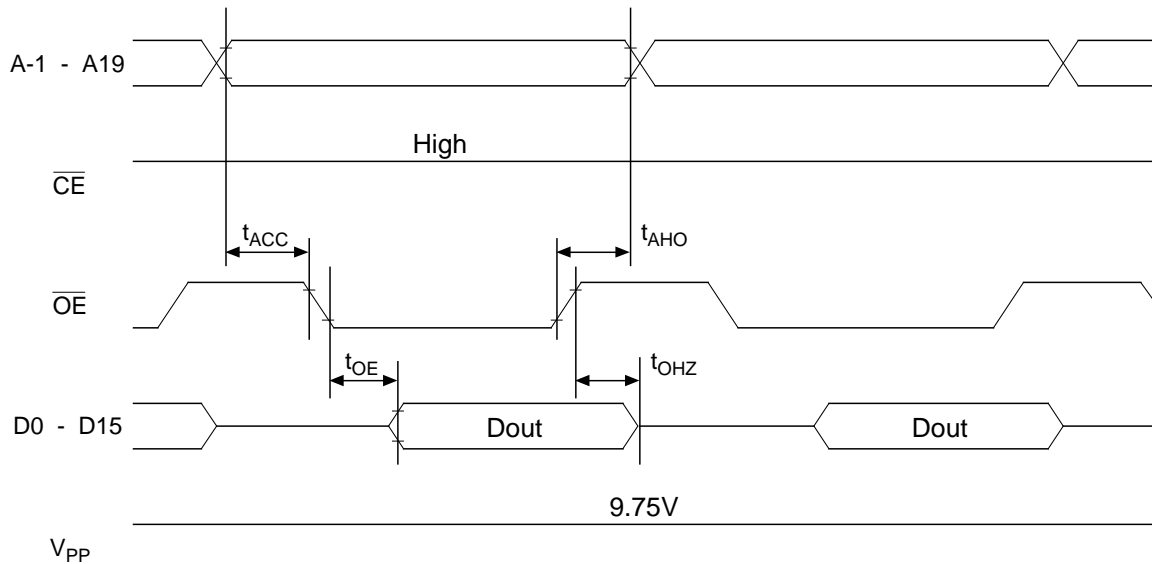 A-1 - A19
High
CE
tACC
tAHO
OE
tOE
tOHZ
D0 - D15
Dout
Dout
9.75V
VPP